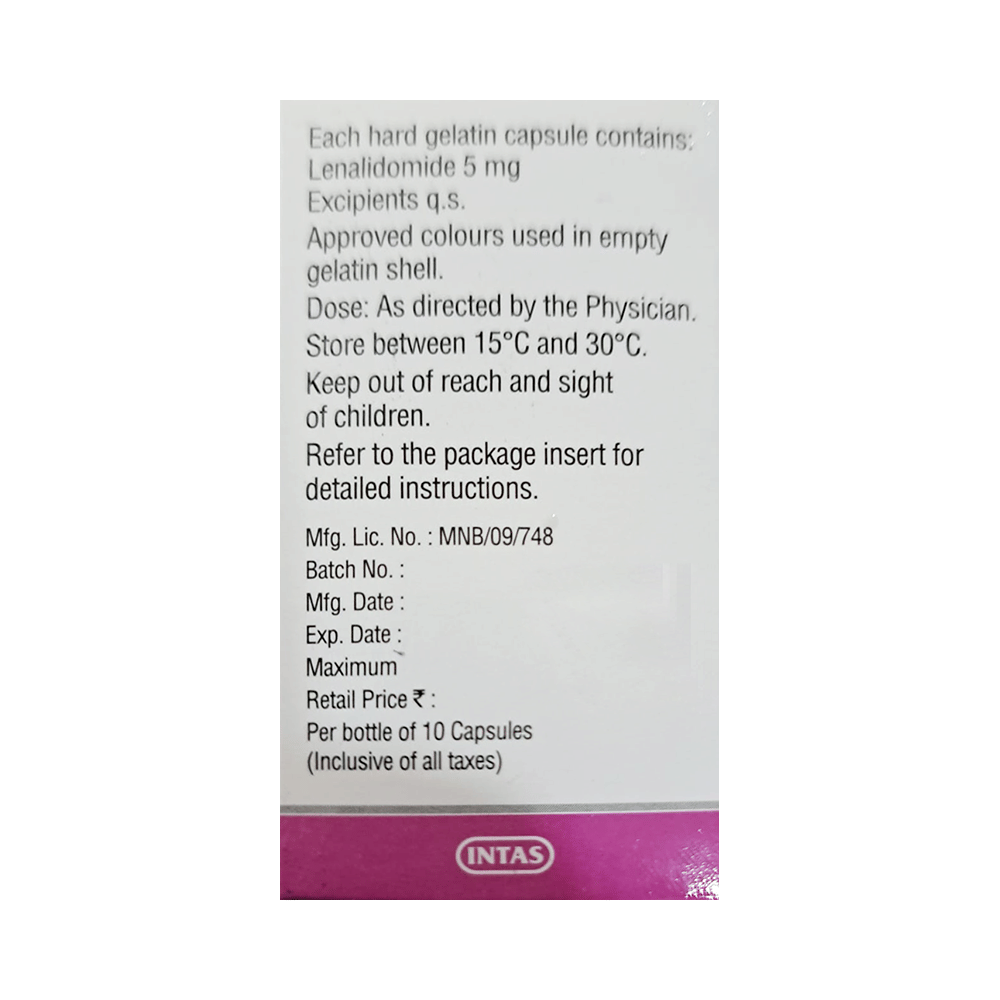 Each hard gelatin capsule contains:
Lenalidomide 5 mg
Excipients q.s.
Approved colours used in empty
gelatin shell.
Dose: As directed by the Physician.
Store between 15°C and 30°C.
Keep out of reach and sight
of children.
Refer to the package insert for
detailed instructions.
Mfg. Lic. No. : MNB/09/748
Batch No. :
Mfg. Date :
Exp. Date :
Maximum
Retail Price ₹ :
Per bottle of 10 Capsules
(Inclusive of all taxes)
INTAS